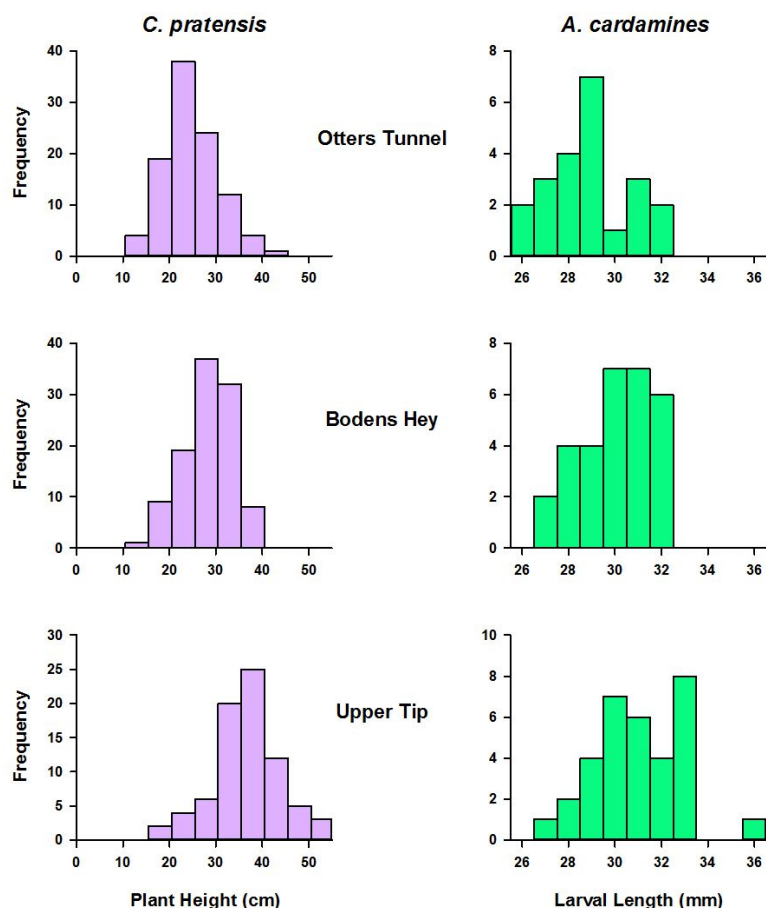 C. pratensis
A. cardamines
40
30
20
10
0
Frequency
0 10 20 30 40 50
Otters Tunnel
8
6
4
2
0
26 28 30 32 34 36
40
30
20
10
0
Frequency
0 10 20 30 40 50
Bodens Hey
8
6
4
2
0
26 28 30 32 34 36
30
25
20
15
10
5
0
Frequency
0 10 20 30 40 50
Plant Height (cm)
Upper Tip
10
8
6
4
2
0
26 28 30 32 34 36
Larval Length (mm)